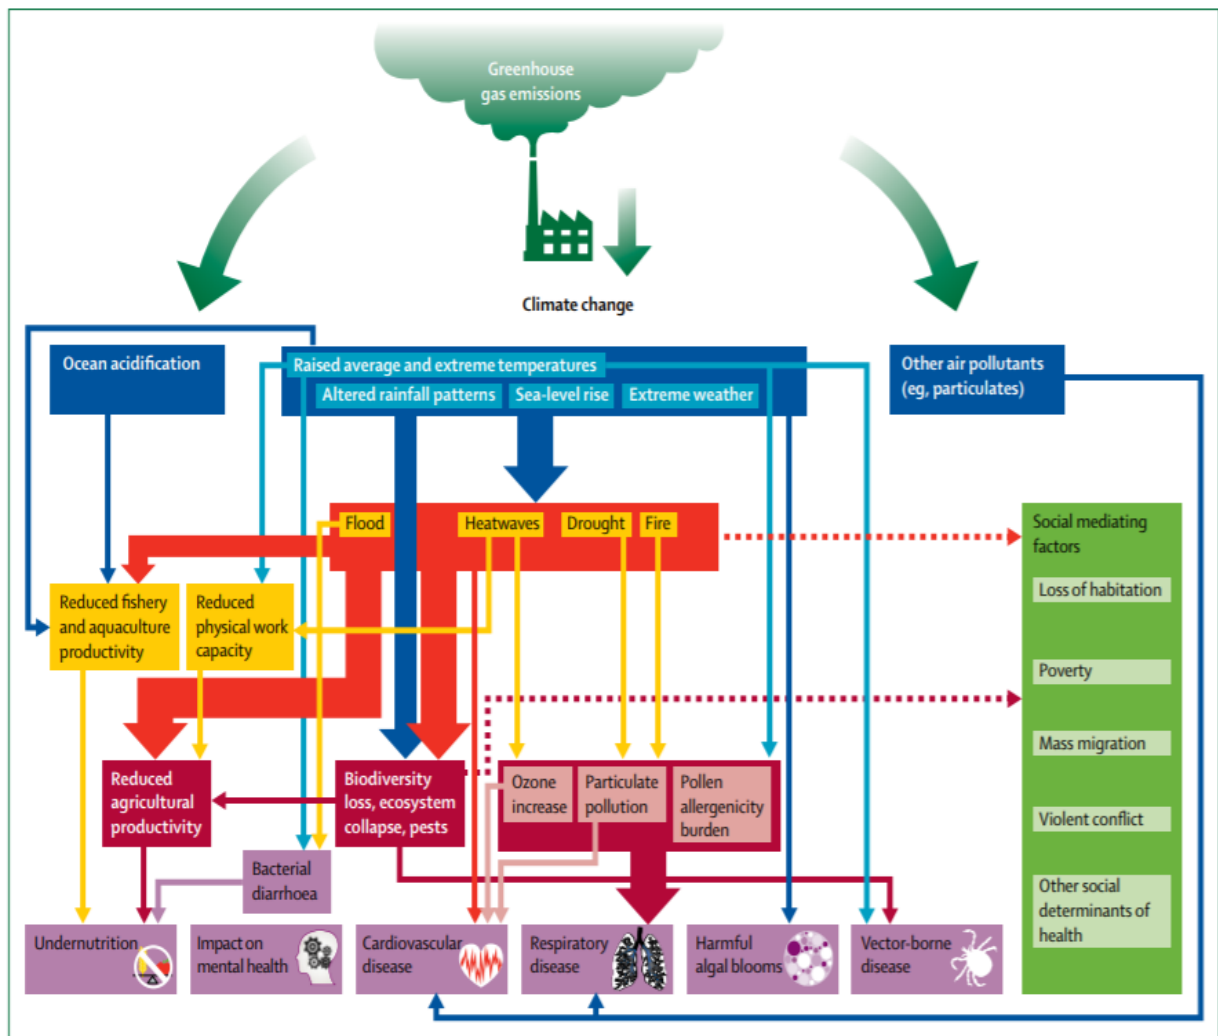 Greenhouse
gas emissions
Climate change
Ocean acidification
Raised average and extreme temperatures
Altered rainfall patterns
Sea-level rise
Extreme weather
Other air pollutants
(eg, particulates)
Flood
Heatwaves
Drought
Fire
Social mediating
factors
Loss of habitation
Poverty
Mass migration
Violent conflict
Other social
determinants of
health
Reduced fishery
and aquaculture
productivity
Reduced
physical work
capacity
Reduced
agricultural
productivity
Biodiversity
loss, ecosystem
collapse, pests
Ozone
increase
Particulate
pollution
Pollen
allergenicity
burden
Bacterial
diarrhoea
Undernutrition
Impact on
mental health
Cardiovascular
disease
Respiratory
disease
Harmful
algal blooms
Vector-borne
disease